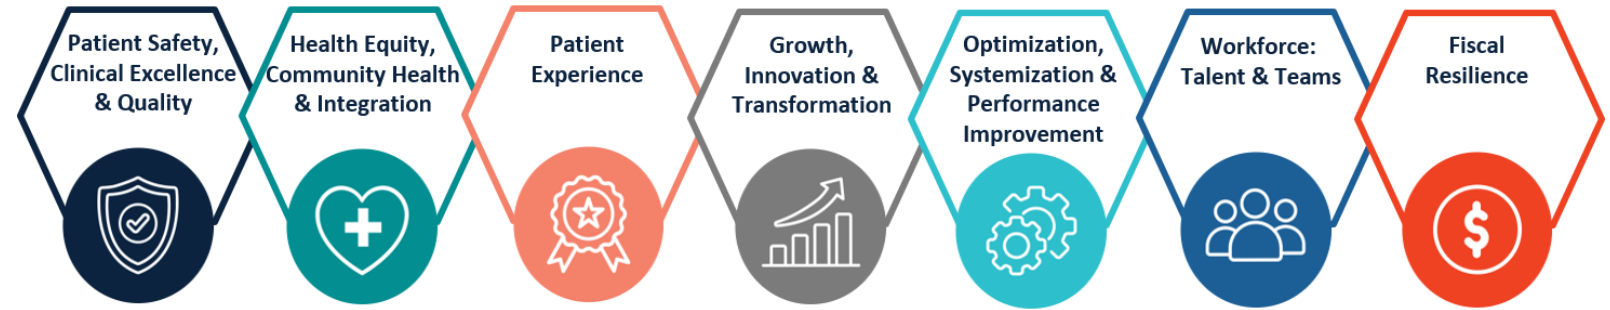 Patient Safety,
Clinical Excellence
& Quality
Health Equity,
Community Health
& Integration
Patient
Experience
Growth,
Innovation &
Transformation
Optimization,
Systemization &
Performance
Improvement
Workforce:
Talent & Teams
Fiscal
Resilience
$